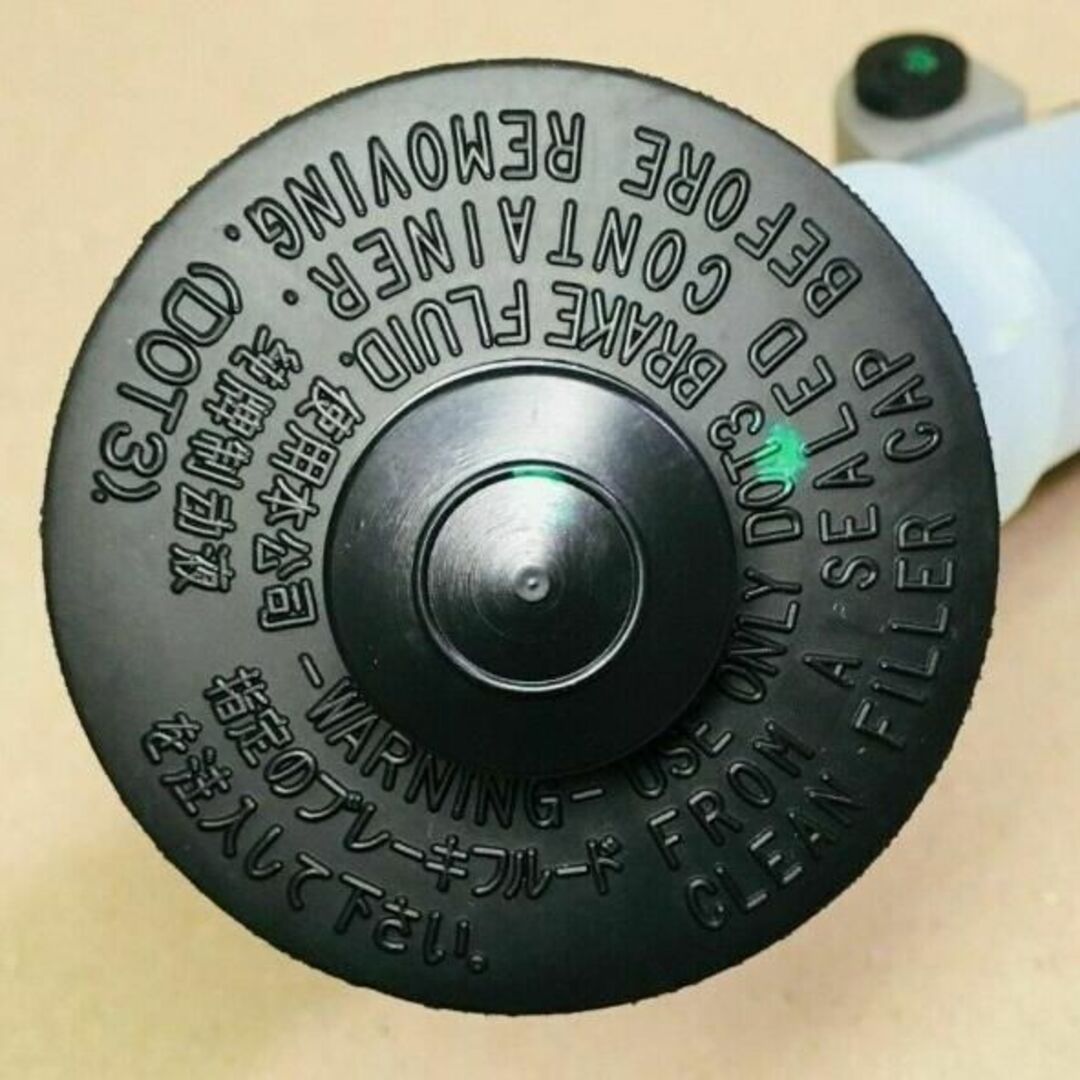 -WARNING- USE ONLY DOT3 BRAKE FLUID.
FROM A SEALED CONTAINER.
CLEAN FILLER CAP BEFORE REMOVING.
使用本公司
纯牌制动液
(DOT3).
指定のブレーキフルード
を注入して下さい。